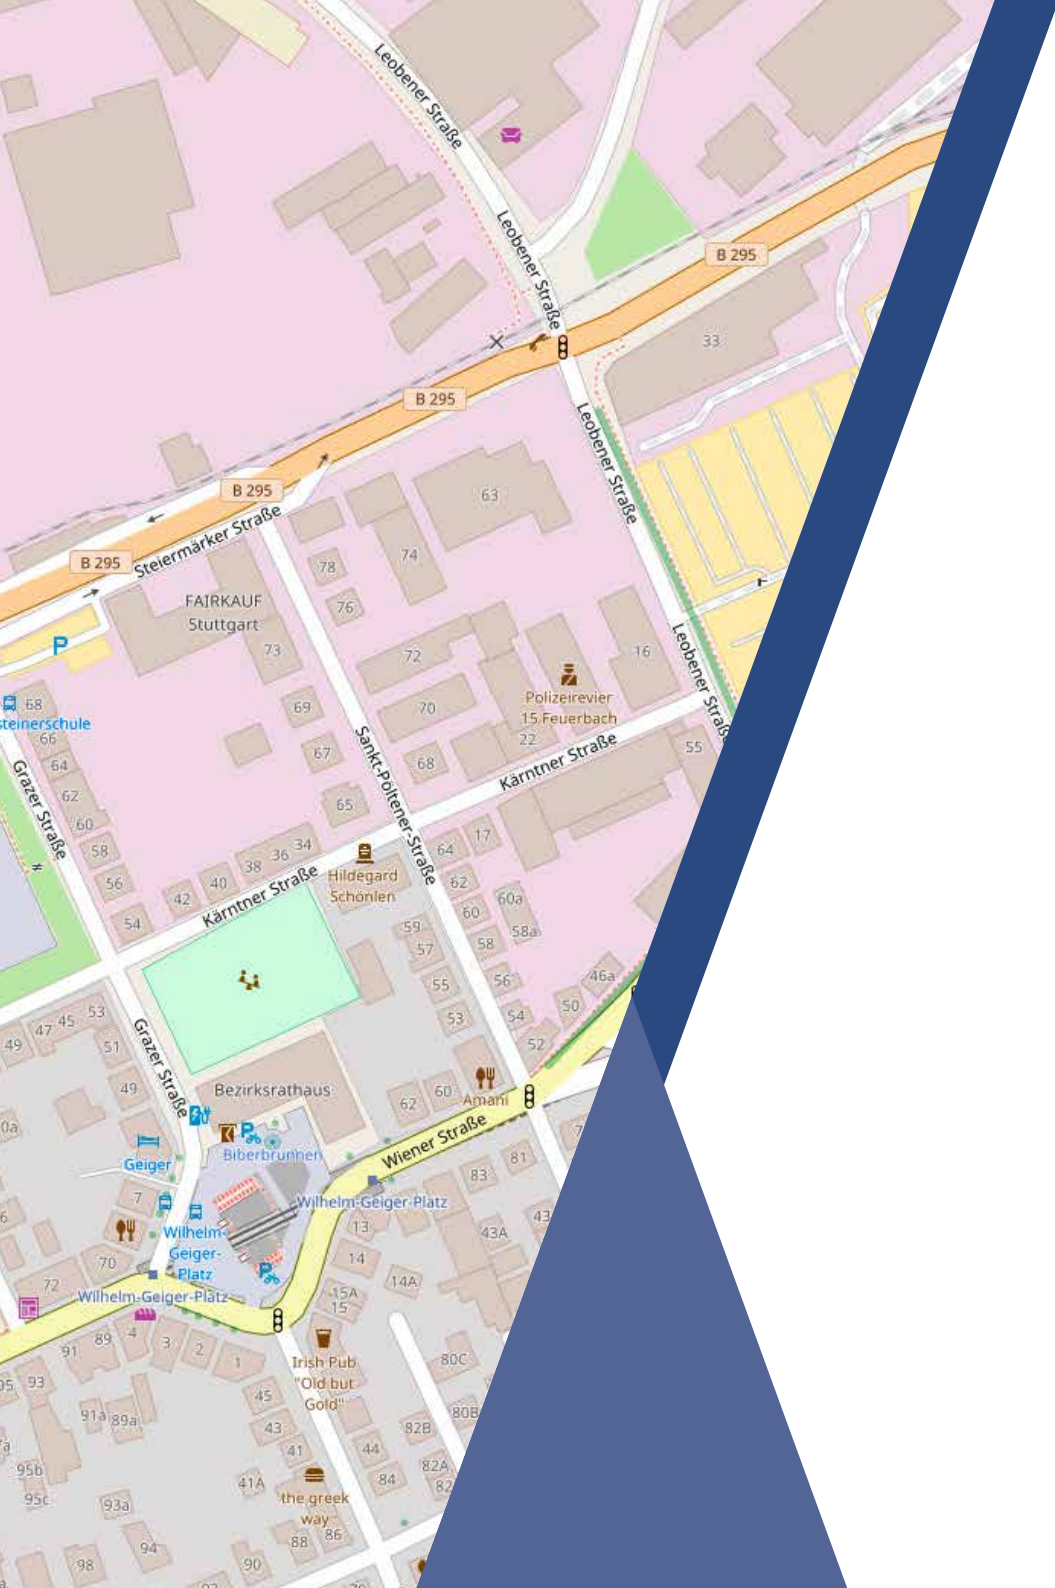 Leobener Straße
Leobener Straße
B 295
33
B 295
Leobener Straße
B 295
63
Steiermärker Straße
B 295
74
78
FAIRKAUF
Stuttgart
76
73
72
16
Leobener Straße
Polizeirevier
15 Feuerbach
70
69
68
steinerschule
66
22
55
Kärntner Straße
67
68
64
Sankt-Pöltener-Straße
Grazer Straße
62
65
60
64
17
58
34
36
38
Hildegard
Schönlen
56
40
62
42
60a
Kärntner Straße
60
54
59
58a
57
58
56
55
46a
50
53
54
53
45
47
49
51
52
Grazer Straße
49
Bezirksrathaus
60
62
Amani
0a
Wiener Straße
Biberbrunnen
Geiger
81
83
7
Wilhelm-Geiger-Platz
13
43
43A
Wilhelm-
Geiger-
Platz
14
70
14A
72
Wilhelm-Geiger-Platz
15A
15
4
89
3
2
91
1
Irish Pub
"Old but
Gold"
80C
93
95
45
91a
89a
80B
43
82B
41
44
95b
82A
84
82
41A
95c
the greek
way
93a
86
88
94
98
90